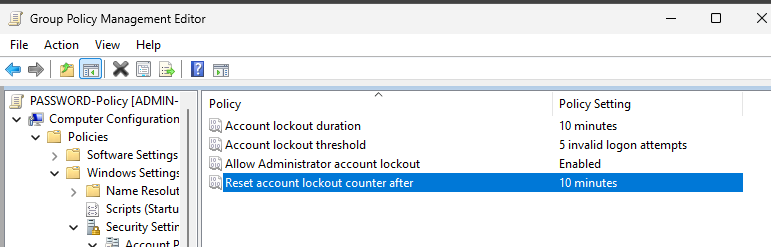 Group Policy Management Editor
File Action View Help
PASSWORD-Policy [ADMIN-
Computer Configuration
Policies
Software Settings
Windows Settings
Name Resolut
Scripts (Startu
Security Settin
Account P
Policy Policy Setting
Account lockout duration 10 minutes
Account lockout threshold 5 invalid logon attempts
Allow Administrator account lockout Enabled
Reset account lockout counter after 10 minutes